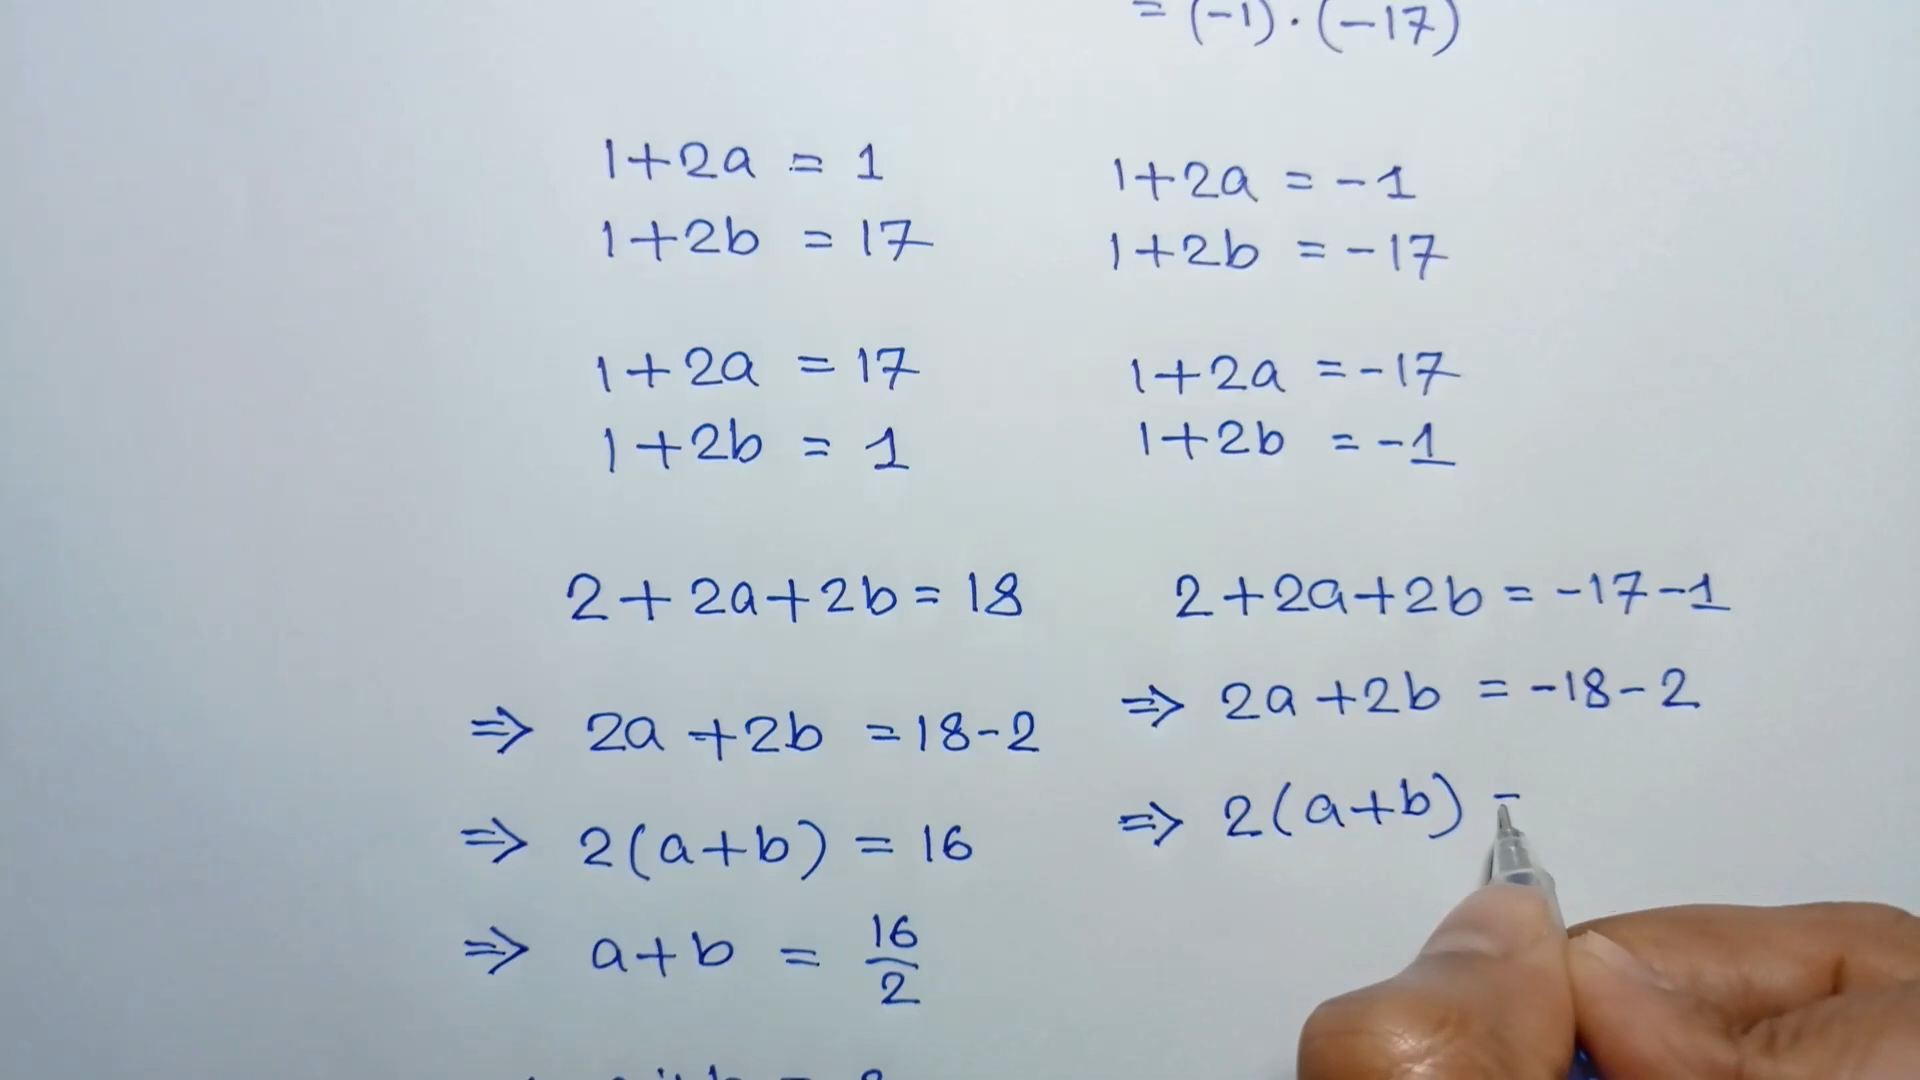 = (-1) · (-17)
1+2a = 1
1+2b = 17
1+2a = -1
1+2b = -17
1+2a = 17
1+2b = 1
1+2a = -17
1+2b = -1
2+2a+2b = 18
⇒ 2a+2b = 18-2
⇒ 2(a+b) = 16
⇒ a+b = 16/2
2+2a+2b = -17-1
⇒ 2a+2b = -18-2
⇒ 2(a+b) -